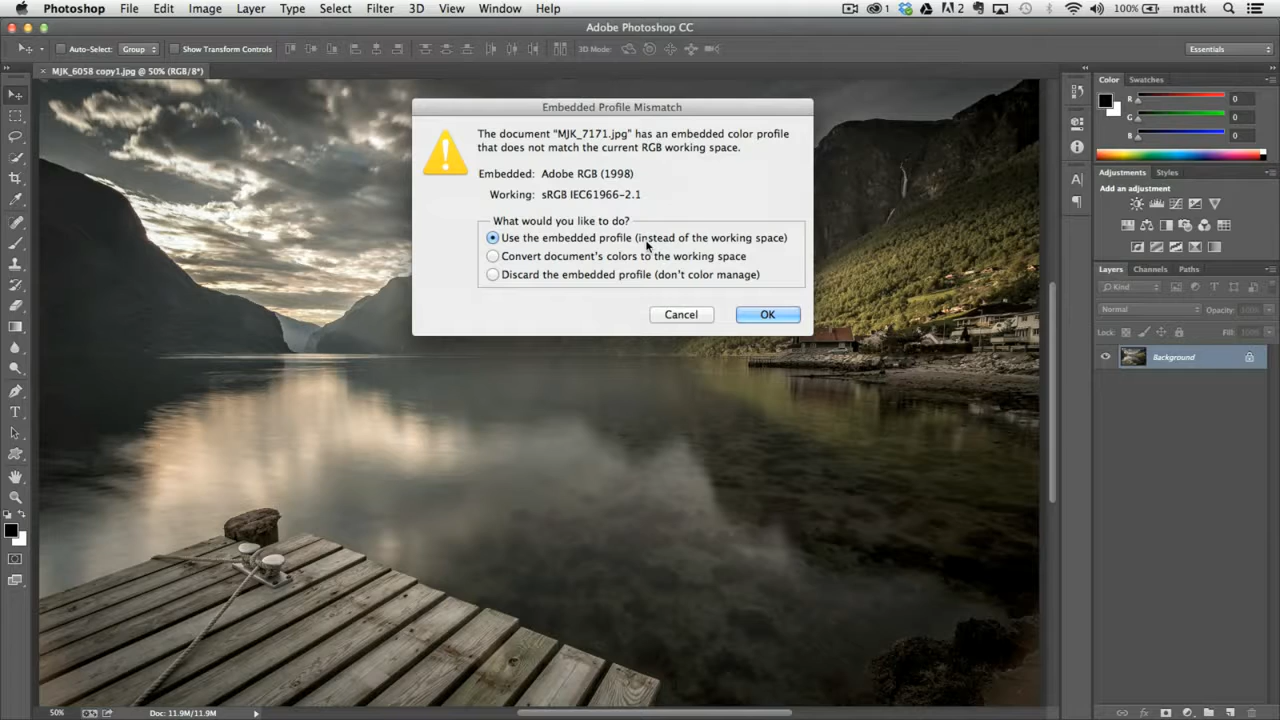 Photoshop File Edit Image Layer Type Select Filter 3D View Window Help 1 2 100% mattk
Adobe Photoshop CC
Auto-Select: Group Show Transform Controls 3D Mode: Essentials
MJK_6058 copy1.jpg @ 50% (RGB/8*)
Embedded Profile Mismatch
The document "MJK_7171.jpg" has an embedded color profile
that does not match the current RGB working space.
Embedded: Adobe RGB (1998)
Working: sRGB IEC61966-2.1
What would you like to do?
Use the embedded profile (instead of the working space)
Convert document's colors to the working space
Discard the embedded profile (don't color manage)
Cancel OK
Color Swatches
R 0
G 0
B 0
Adjustments Styles
Add an adjustment
Layers Channels Paths
Kind
Normal Opacity: 100%
Lock: Fill: 100%
Background
50% Doc: 11.9M/11.9M